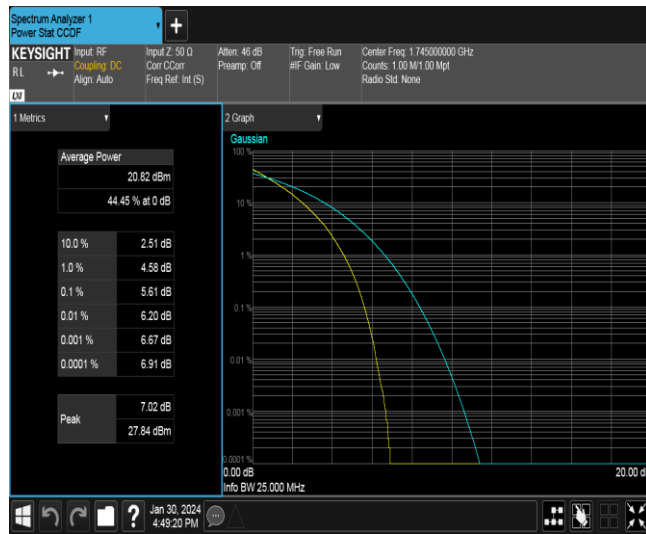 Spectrum Analyzer 1
Power Stat CCDF
+
KEYSIGHT
RL
LXI
Input: RF
Coupling: DC
Align: Auto
Input Z: 50 Ω
Corr CCorr
Freq Ref: Int (S)
Atten: 46 dB
Preamp: Off
Trig: Free Run
#IF Gain: Low
Center Freq: 1.745000000 GHz
Counts: 1.00 M/1.00 Mpt
Radio Std: None
1 Metrics
Average Power
20.82 dBm
44.45 % at 0 dB
10.0 % 2.51 dB
1.0 % 4.58 dB
0.1 % 5.61 dB
0.01 % 6.20 dB
0.001 % 6.67 dB
0.0001 % 6.91 dB
Peak
7.02 dB
27.84 dBm
2 Graph
Gaussian
100 %
10 %
1 %
0.1 %
0.01 %
0.001 %
0.0001 %
0.00 dB
20.00 d
Info BW 25.000 MHz
?
Jan 30, 2024
4:49:20 PM